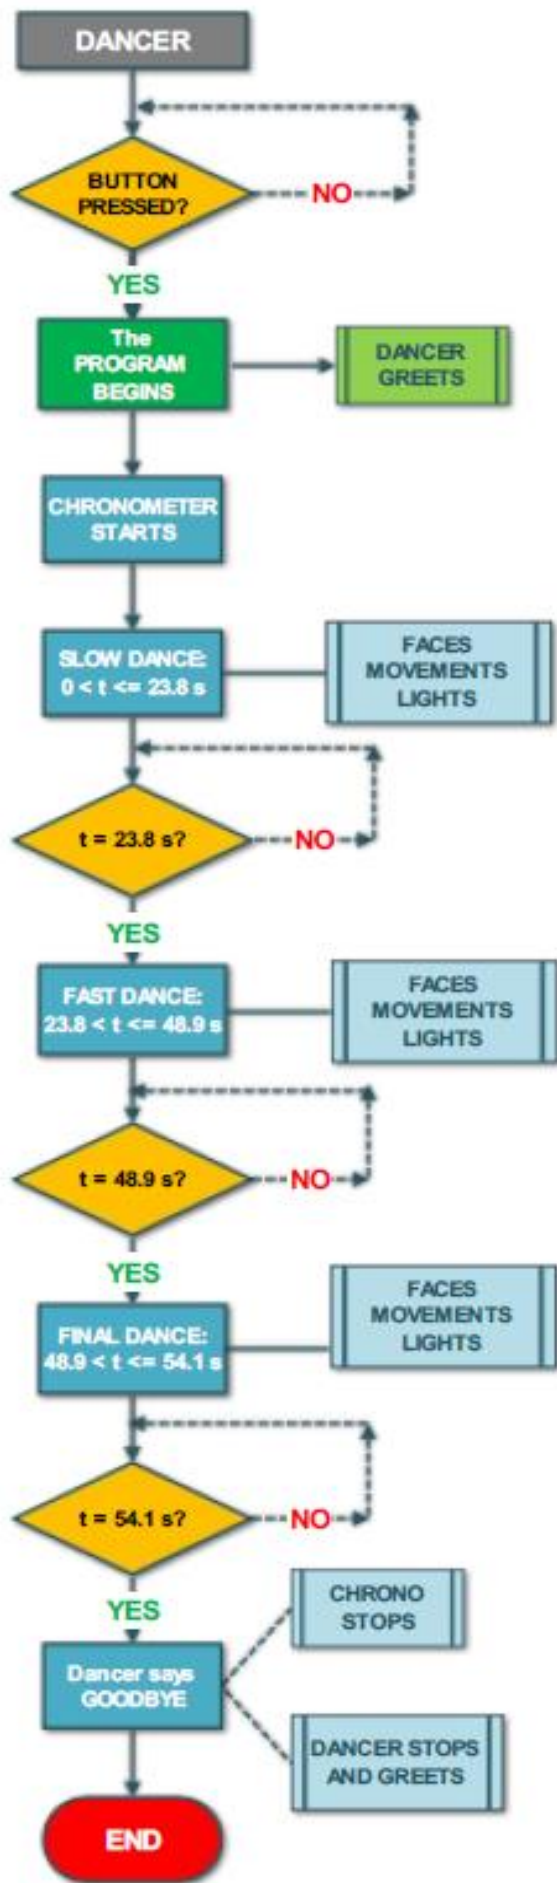 DANCER
BUTTON
PRESSED?
NO
YES
The
PROGRAM
BEGINS
DANCER
GREETS
CHRONOMETER
STARTS
SLOW DANCE:
0 < t <= 23.8 s
FACES
MOVEMENTS
LIGHTS
t = 23.8 s?
NO
YES
FAST DANCE:
23.8 < t <= 48.9 s
FACES
MOVEMENTS
LIGHTS
t = 48.9 s?
NO
YES
FINAL DANCE:
48.9 < t <= 54.1 s
FACES
MOVEMENTS
LIGHTS
t = 54.1 s?
NO
YES
CHRONO
STOPS
Dancer says
GOODBYE
DANCER STOPS
AND GREETS
END